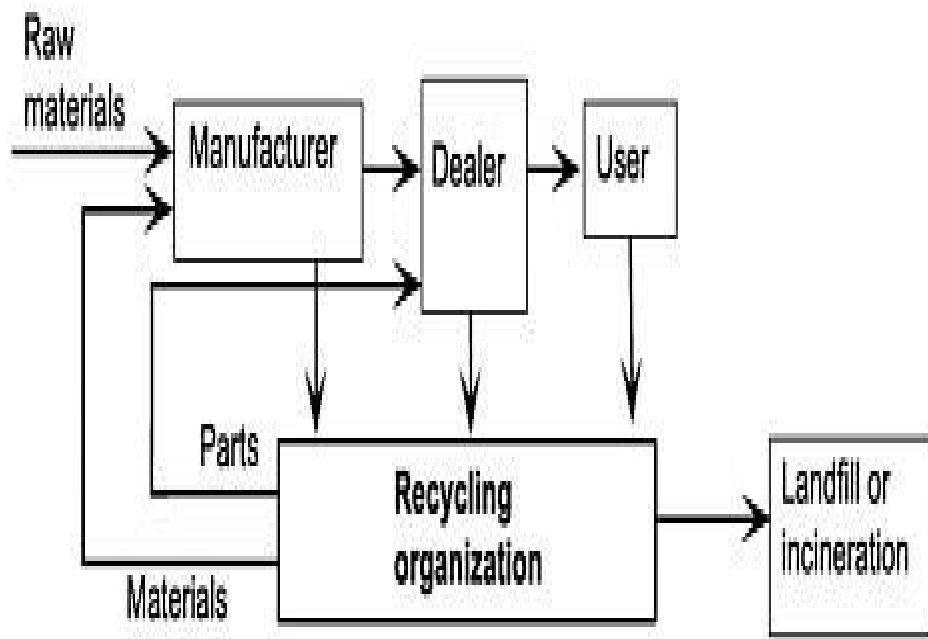 Raw
materials
Manufacturer
Dealer
User
Parts
Recycling
organization
Materials
Landfill or
incineration